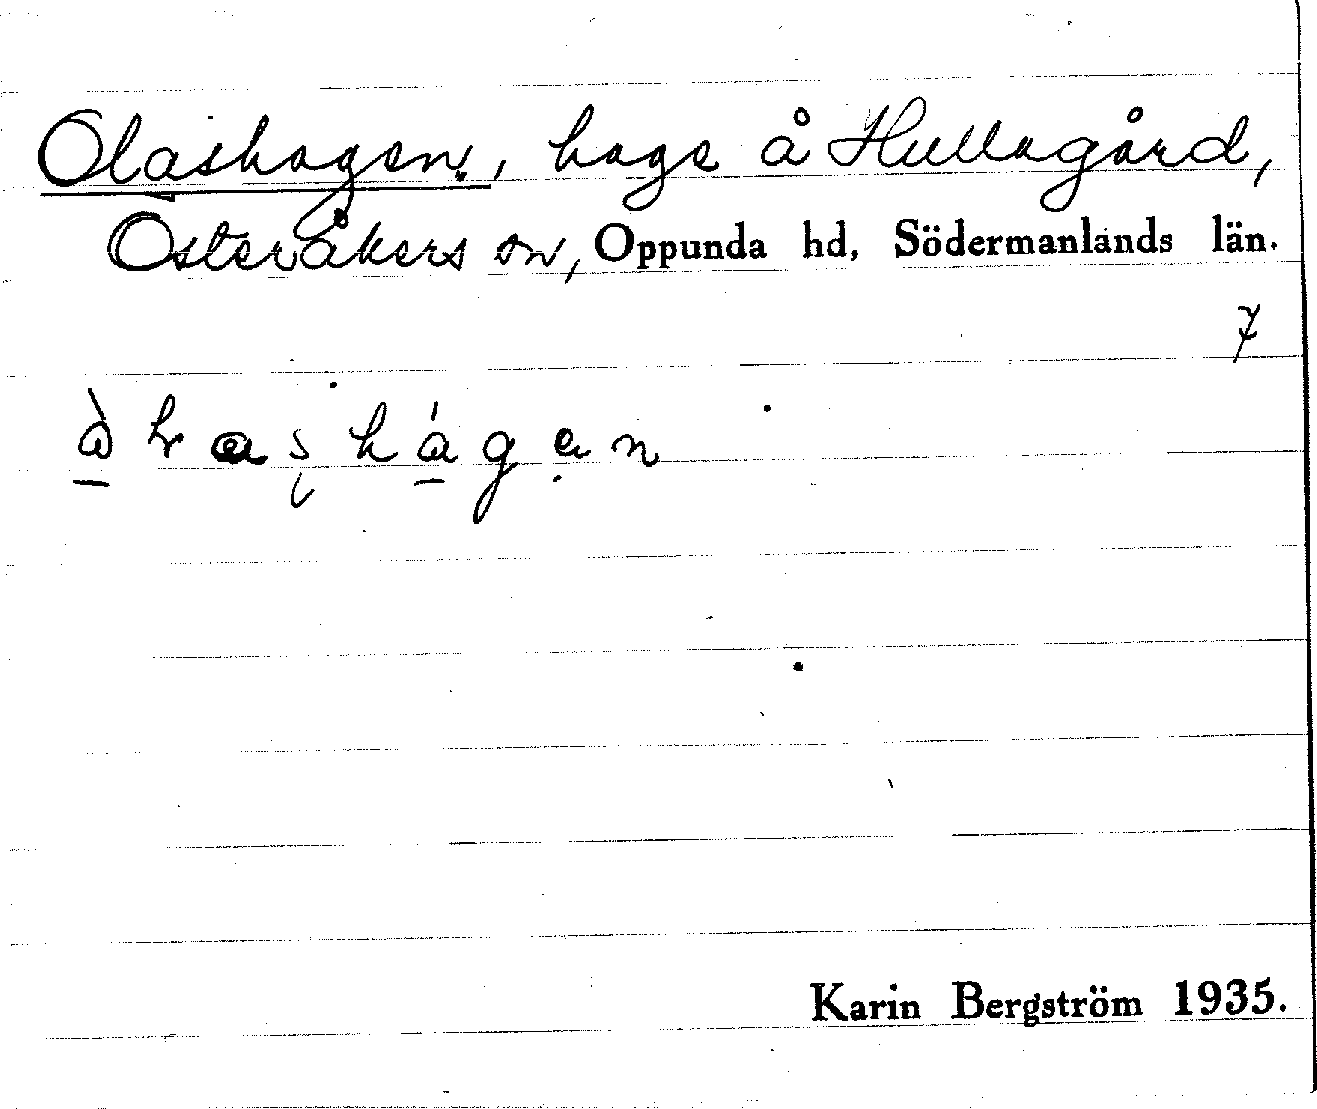 Olashagen, hage å Hullagård,
Österåkers sn, Oppunda hd, Södermanlands län.
7
Karin Bergström 1935.